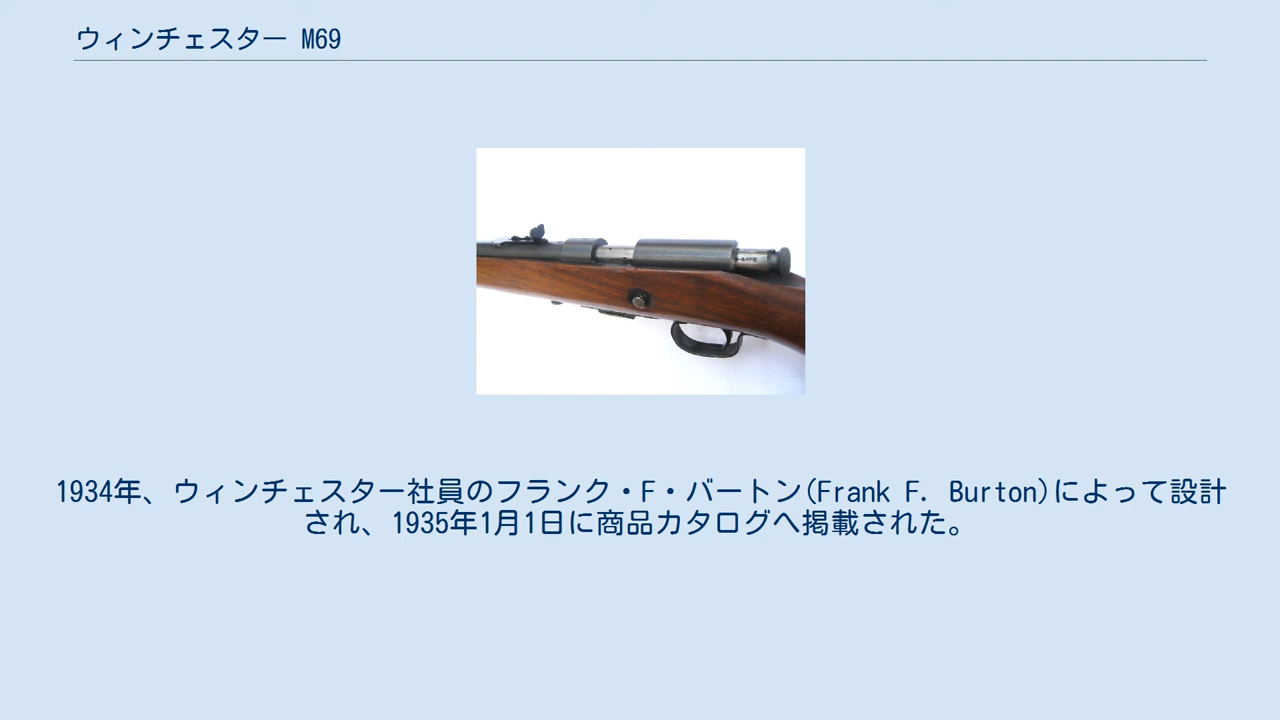 ウィンチェスター M69
1934年、ウィンチェスター社員のフランク・F・バートン(Frank F. Burton)によって設計
され、1935年1月1日に商品カタログへ掲載された。